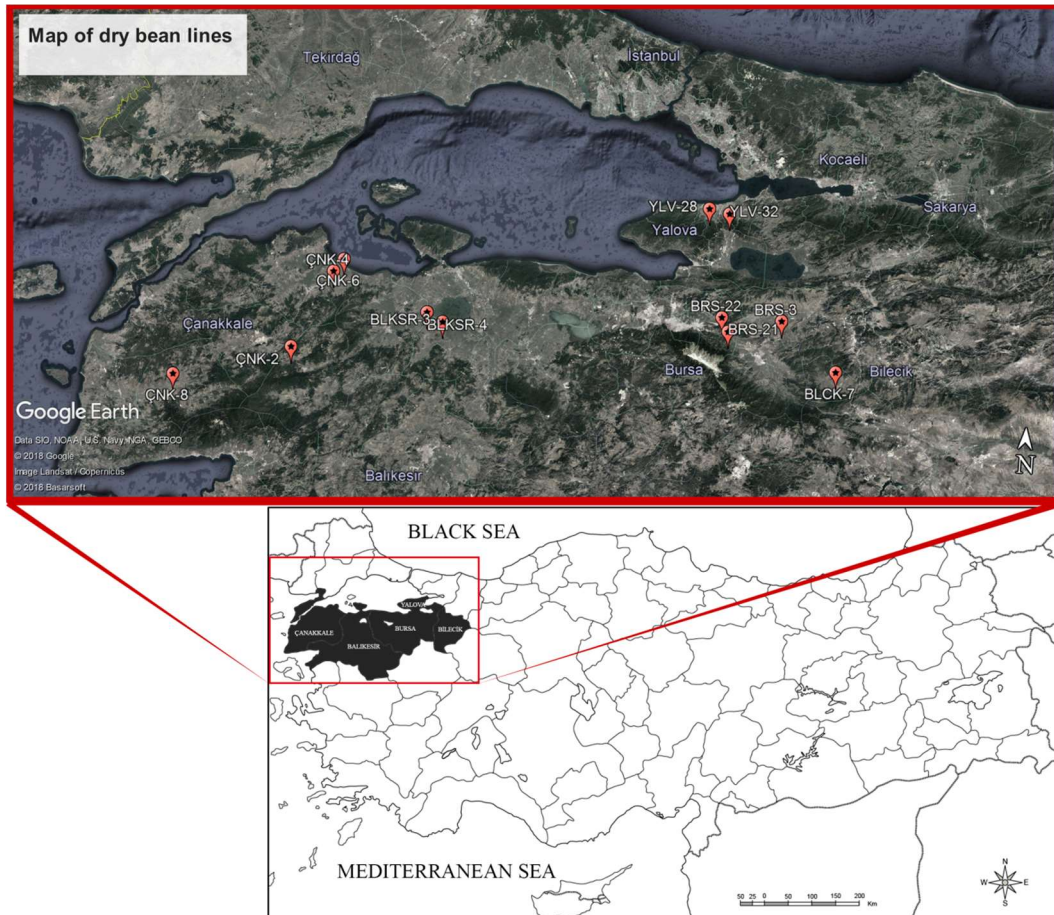 Map of dry bean lines
Tekirdağ
İstanbul
Kocaeli
Sakarya
YLV-28
YLV-32
Yalova
ÇNK-4
ÇNK-6
BLKSR-3
BLKSR-4
BRS-22
BRS-3
BRS-21
Çanakkale
ÇNK-2
ÇNK-8
Bursa
Bilecik
BLCK-7
Google Earth
Data SIO, NOAA, U.S. Navy, NGA, GEBCO
© 2018 Google
Image Landsat / Copernicus
© 2018 Basarsoft
Balıkesir
N
BLACK SEA
YALOVA
ÇANAKKALE
BURSA
BİLECİK
BALIKESİR
MEDITERRANEAN SEA
N
W E
S
50 25 0 50 100 150 200
Km